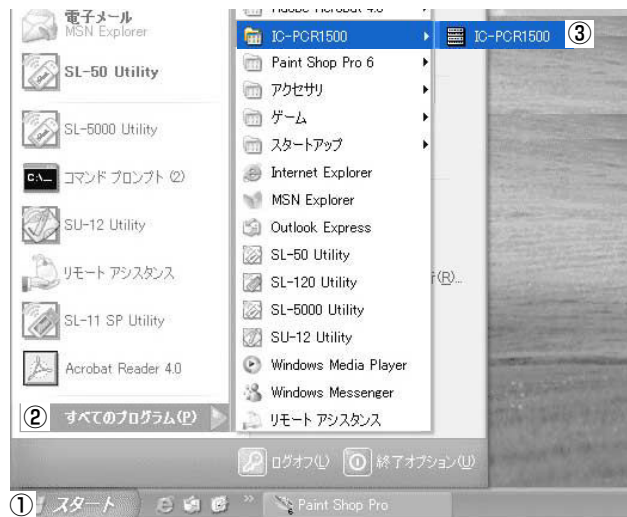 電子メール
MSN Explorer
SL-50 Utility
SL-5000 Utility
コマンド プロンプト (2)
SU-12 Utility
リモート アシスタンス
SL-11 SP Utility
Acrobat Reader 4.0
② すべてのプログラム(P)
Adobe Acrobat 4.0
IC-PCR1500
Paint Shop Pro 6
アクセサリ
ゲーム
スタートアップ
Internet Explorer
MSN Explorer
Outlook Express
SL-50 Utility
SL-120 Utility
SL-5000 Utility
SU-12 Utility
Windows Media Player
Windows Messenger
リモート アシスタンス
IC-PCR1500 ③
(R)...
ログオフ(L) 終了オプション(U)
① スタート
Paint Shop Pro